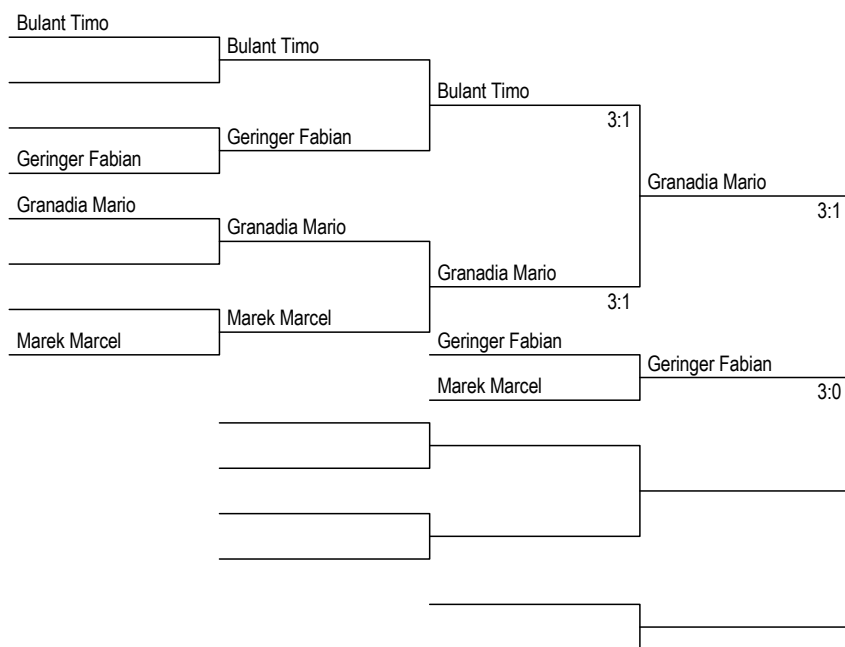 Bulant Timo
Bulant Timo
Bulant Timo
3:1
Geringer Fabian
Geringer Fabian
Granadia Mario
3:1
Granadia Mario
Granadia Mario
Granadia Mario
3:1
Marek Marcel
Marek Marcel
Geringer Fabian
Geringer Fabian
Marek Marcel
3:0